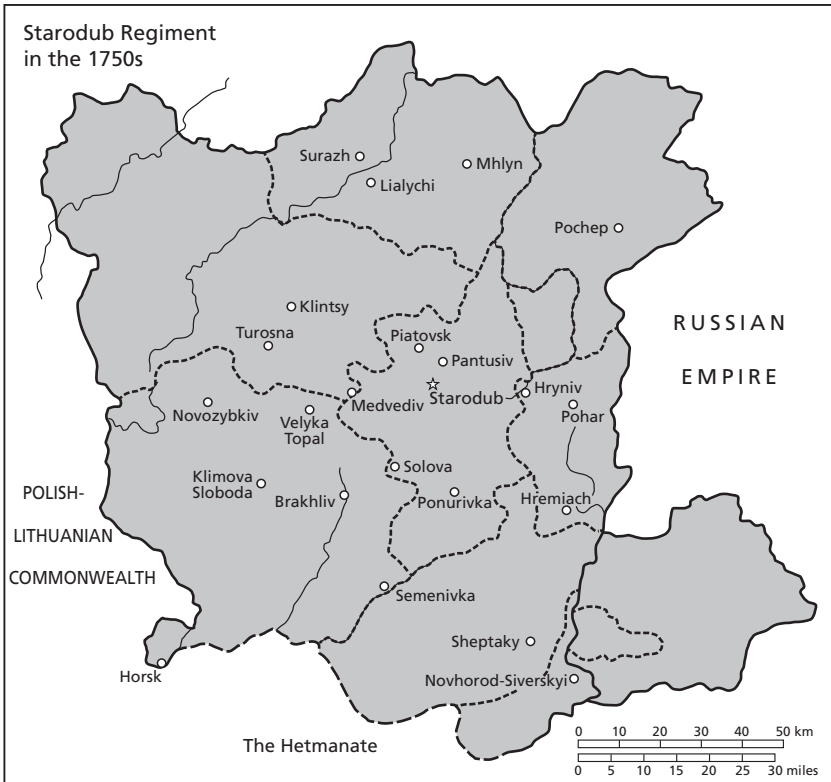 Starodub Regiment
in the 1750s
Surazh
Mhlyn
Lialychi
Pochep
Klintsy
RUSSIAN
EMPIRE
Turosna
Piatovsk
Pantusiv
Starodub
Hryniv
Medvediv
Novozybkiv
Velyka
Topal
Pohar
Solova
Klimova
Sloboda
Brakhliv
Ponurivka
Hremiach
POLISH-
LITHUANIAN
COMMONWEALTH
Semenivka
Sheptaky
Horsk
Novhorod-Siverskyi
The Hetmanate
0 10 20 30 40 50 km
0 5 10 15 20 25 30 miles